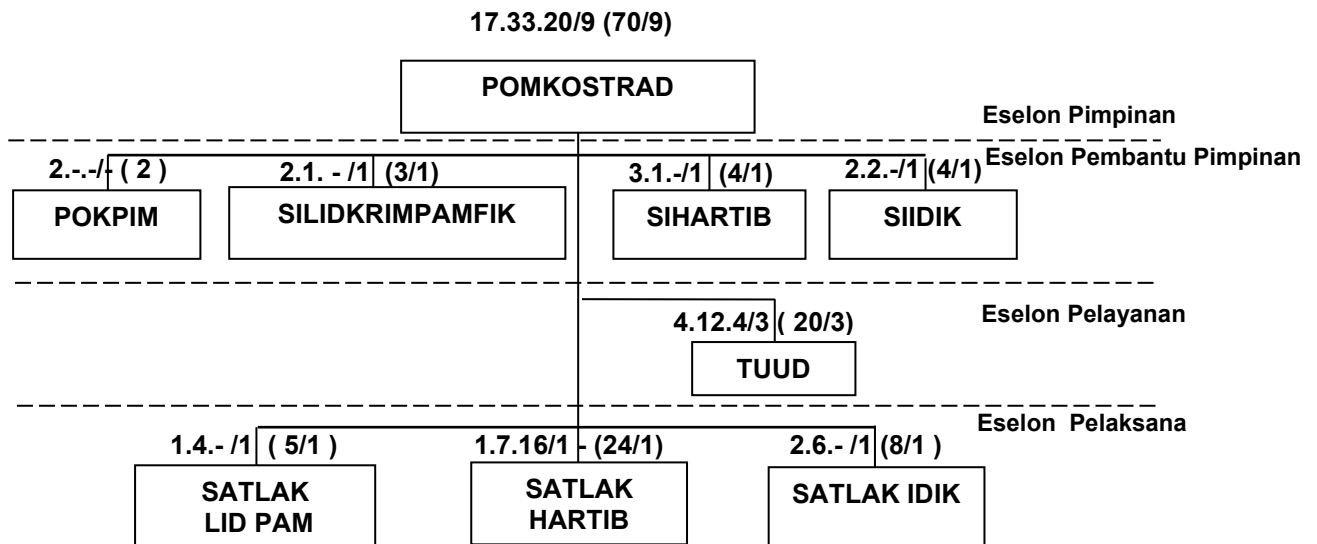 17.33.20/9 (70/9)
POMKOSTRAD
Eselon Pimpinan
Eselon Pembantu Pimpinan
2.-.-/- ( 2 )
2.1. - /1 (3/1)
3.1.-/1 (4/1)
2.2.-/1 (4/1)
POKPIM
SILIDKRIMPAMFIK
SIHARTIB
SIIDIK
Eselon Pelayanan
4.12.4/3 ( 20/3)
TUUD
Eselon Pelaksana
1.4.- /1 ( 5/1 )
1.7.16/1 - (24/1)
2.6.- /1 (8/1 )
SATLAK
LID PAM
SATLAK
HARTIB
SATLAK IDIK